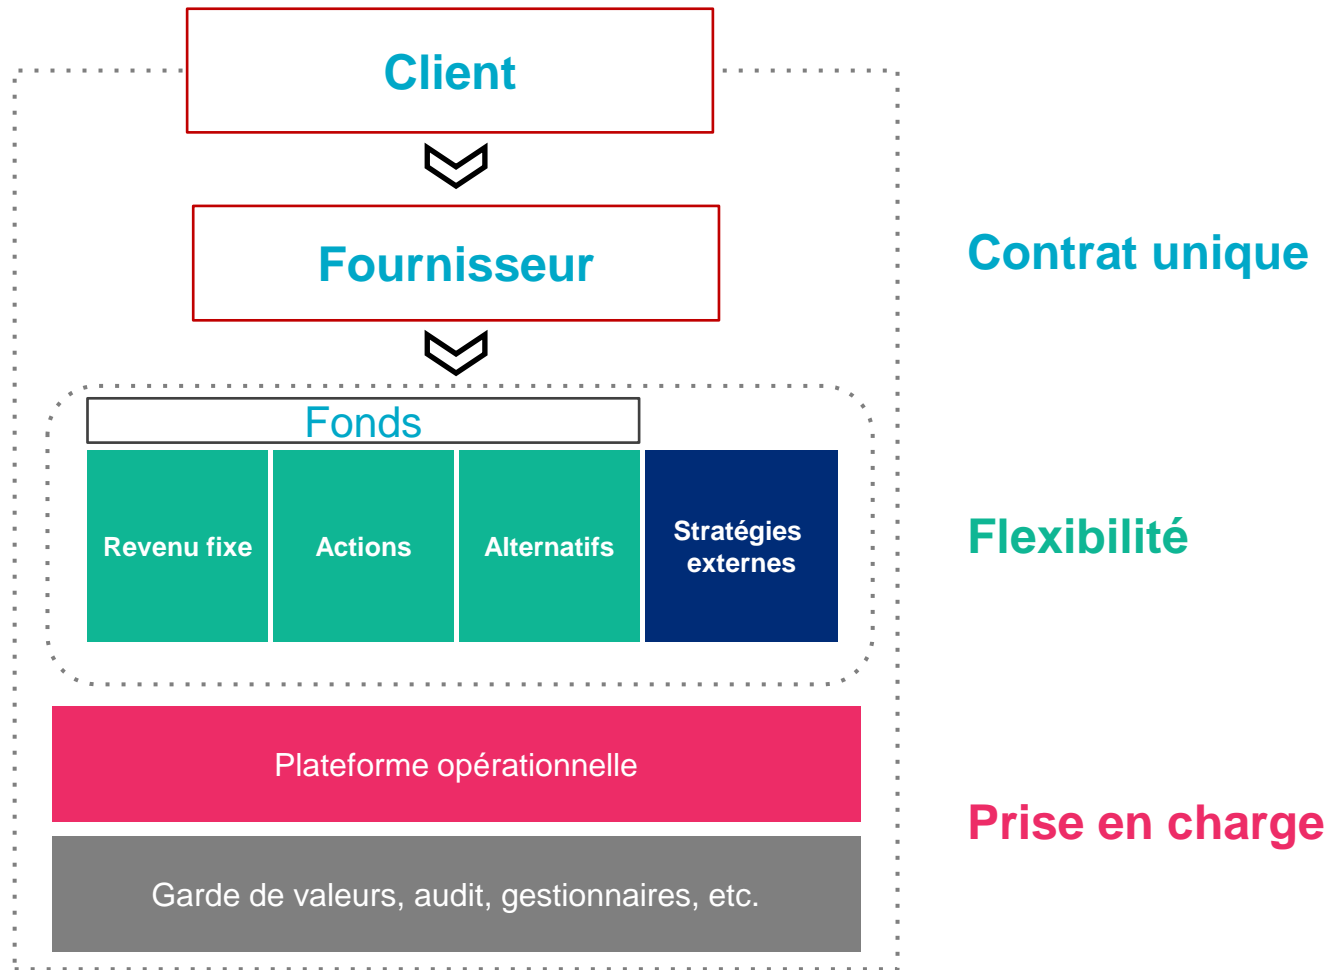 Client
Fournisseur
Contrat unique
Fonds
Revenu fixe
Actions
Alternatifs
Stratégies
externes
Flexibilité
Plateforme opérationnelle
Prise en charge
Garde de valeurs, audit, gestionnaires, etc.